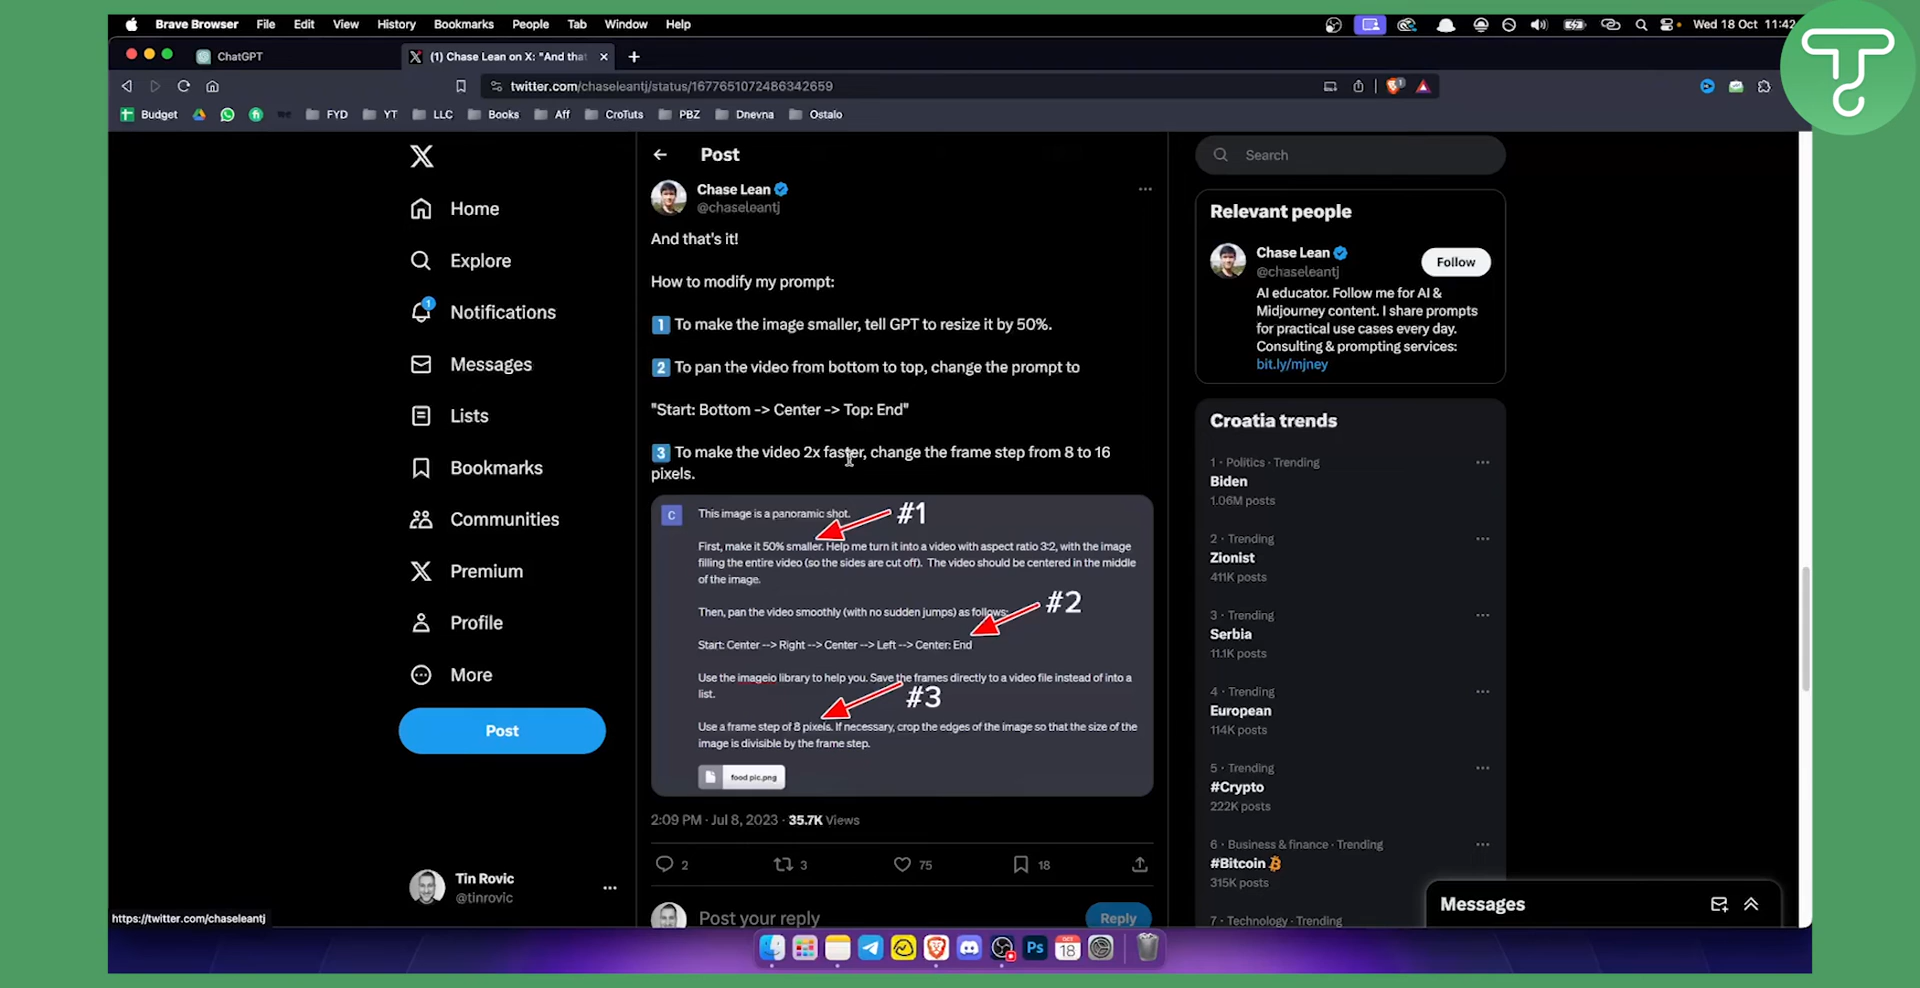 Brave Browser File Edit View History Bookmarks People Tab Window Help
Wed 18 Oct 11:42
ChatGPT
(1) Chase Lean on X: "And tha
twitter.com/chaseleantj/status/1677651072486342659
Budget
FYD
YT
LLC
Books
Aff
CroTuts
PBZ
Dnevna
Ostalo
Home
Explore
1
Notifications
Messages
Lists
Bookmarks
Communities
Premium
Profile
More
Post
Tin Rovic
@tinrovic
https://twitter.com/chaseleantj
Post
Chase Lean
@chaseleantj
And that's it!
How to modify my prompt:
1 To make the image smaller, tell GPT to resize it by 50%.
2 To pan the video from bottom to top, change the prompt to
"Start: Bottom -> Center -> Top: End"
3 To make the video 2x faster, change the frame step from 8 to 16
pixels.
C
This image is a panoramic shot.
#1
First, make it 50% smaller. Help me turn it into a video with aspect ratio 3:2, with the image
filling the entire video (so the sides are cut off). The video should be centered in the middle
of the image.
#2
Then, pan the video smoothly (with no sudden jumps) as follows:
Start: Center --> Right --> Center --> Left --> Center: End
Use the imageio library to help you. Save the frames directly to a video file instead of into a
list.
#3
Use a frame step of 8 pixels. If necessary, crop the edges of the image so that the size of the
image is divisible by the frame step.
food pic.png
2:09 PM · Jul 8, 2023 · 35.7K Views
2
3
75
18
Post your reply
Reply
Search
Relevant people
Chase Lean
@chaseleantj
Follow
AI educator. Follow me for AI &
Midjourney content. I share prompts
for practical use cases every day.
Consulting & prompting services:
bit.ly/mjney
Croatia trends
1 · Politics · Trending
Biden
1.06M posts
2 · Trending
Zionist
411K posts
3 · Trending
Serbia
11.1K posts
4 · Trending
European
114K posts
5 · Trending
#Crypto
222K posts
6 · Business & finance · Trending
#Bitcoin
315K posts
7 · Technology · Trending
Messages
Ps
OCT
18